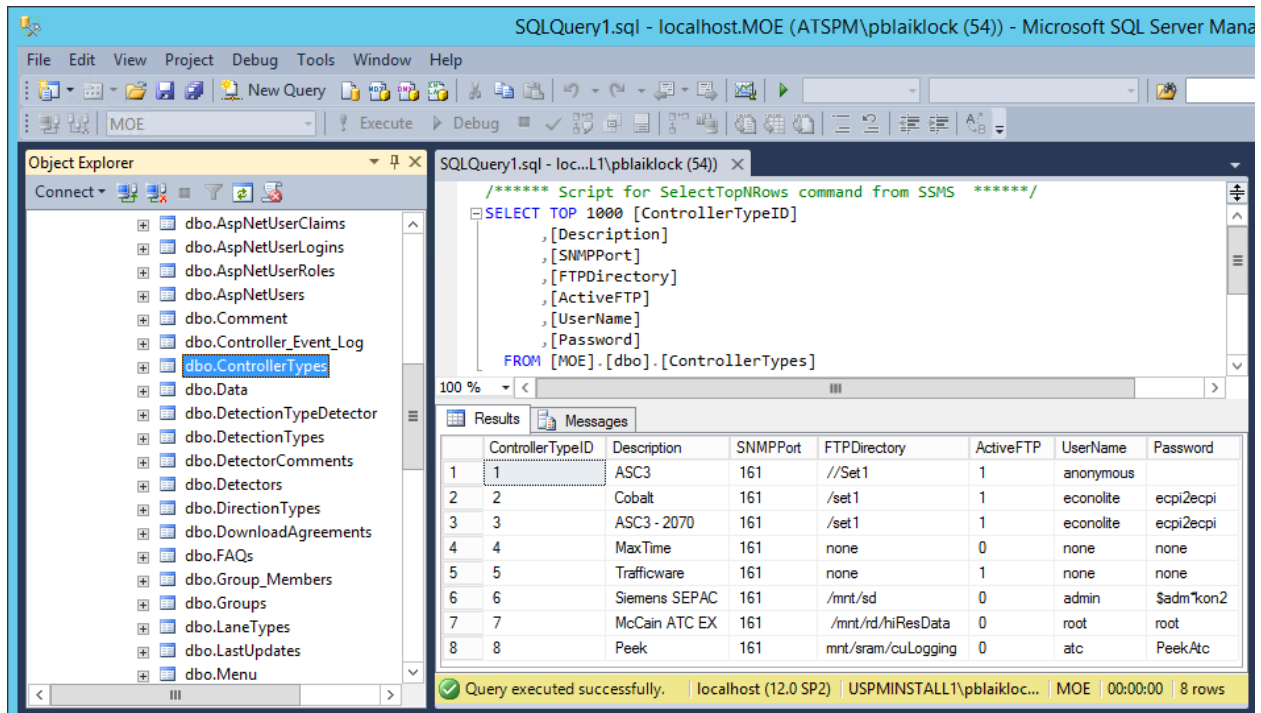 SQLQuery1.sql - localhost.MOE (ATSPM\pblaiklock (54)) - Microsoft SQL Server Mana
File Edit View Project Debug Tools Window Help
New Query
MOE Execute Debug
Object Explorer
Connect
dbo.AspNetUserClaims
dbo.AspNetUserLogins
dbo.AspNetUserRoles
dbo.AspNetUsers
dbo.Comment
dbo.Controller_Event_Log
dbo.ControllerTypes
dbo.Data
dbo.DetectionTypeDetector
dbo.DetectionTypes
dbo.DetectorComments
dbo.Detectors
dbo.DirectionTypes
dbo.DownloadAgreements
dbo.FAQs
dbo.Group_Members
dbo.Groups
dbo.LaneTypes
dbo.LastUpdates
dbo.Menu
SQLQuery1.sql - loc...L1\pblaiklock (54))
/****** Script for SelectTopNRows command from SSMS ******/
SELECT TOP 1000 [ControllerTypeID]
,[Description]
,[SNMPPort]
,[FTPDirectory]
,[ActiveFTP]
,[UserName]
,[Password]
FROM [MOE].[dbo].[ControllerTypes]
100 %
Results Messages
ControllerTypeID Description SNMPPort FTPDirectory ActiveFTP UserName Password
1 1 ASC3 161 //Set1 1 anonymous
2 2 Cobalt 161 /set1 1 econolite ecpi2ecpi
3 3 ASC3 - 2070 161 /set1 1 econolite ecpi2ecpi
4 4 MaxTime 161 none 0 none none
5 5 Trafficware 161 none 1 none none
6 6 Siemens SEPAC 161 /mnt/sd 0 admin $adm*kon2
7 7 McCain ATC EX 161 /mnt/rd/hiResData 0 root root
8 8 Peek 161 mnt/sram/cuLogging 0 atc PeekAtc
Query executed successfully. localhost (12.0 SP2) USPMINSTALL1\pblaikloc... MOE 00:00:00 8 rows